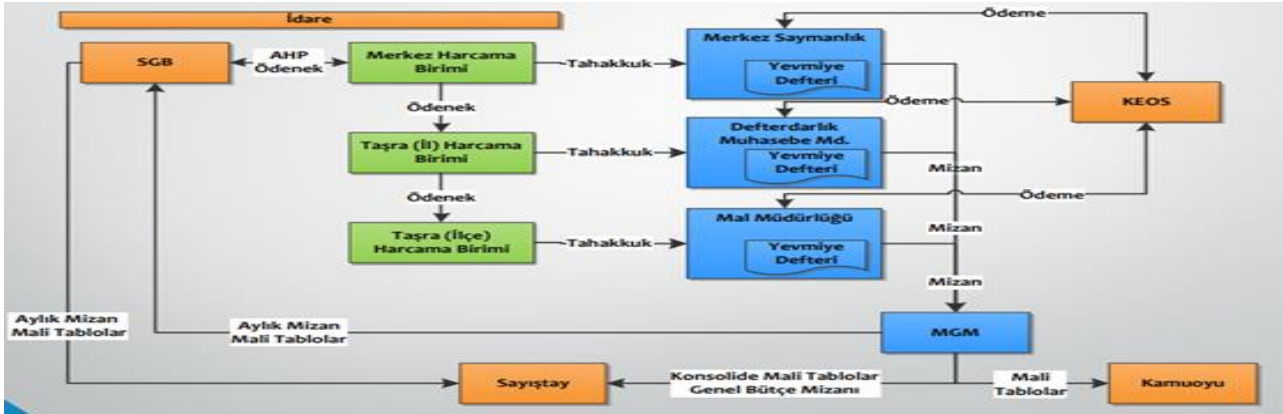 İdare
Ödeme
SGB
AHP
Ödenek
Merkez Harcama
Birimi
Tahakkuk
Merkez Saymanlık
Yevmiye
Defteri
KEOS
Ödenek
Ödeme
Taşra (İl) Harcama
Birimi
Tahakkuk
Defterdarlık
Muhasebe Md.
Yevmiye
Defteri
Mizan
Ödenek
Ödeme
Taşra (İlçe)
Harcama Birimi
Tahakkuk
Mal Müdürlüğü
Yevmiye
Defteri
Mizan
Mizan
Aylık Mizan
Mali Tablolar
Aylık Mizan
Mali Tablolar
MGM
Sayıştay
Konsolide Mali Tablolar
Genel Bütçe Mizanı
Mali
Tablolar
Kamuoyu